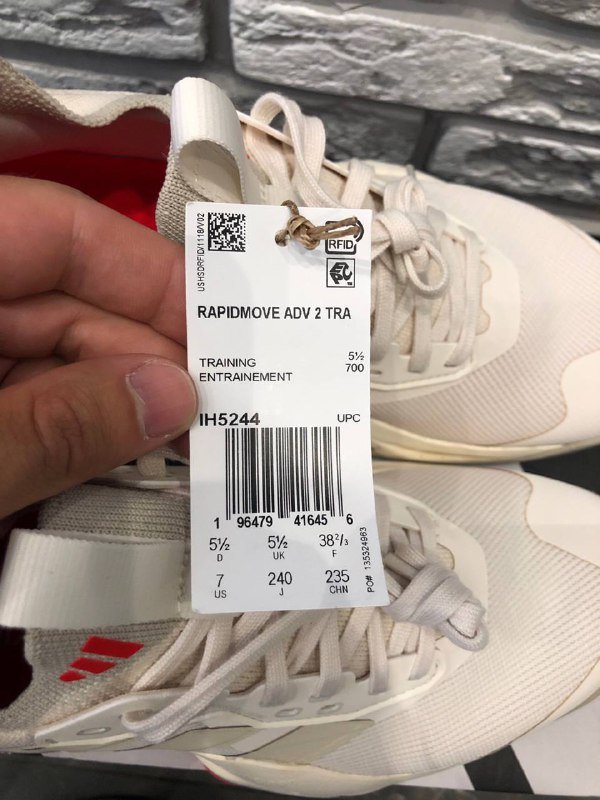 USHSDRFID/1118/V02
RFID
EPC
RAPIDMOVE ADV 2 TRA
TRAINING
ENTRAINEMENT
5½
700
IH5244
UPC
1 96479 41645 6
5½ 5½ 38⅔
D UK F
7 240 235
US J CHN
PO# 135324963